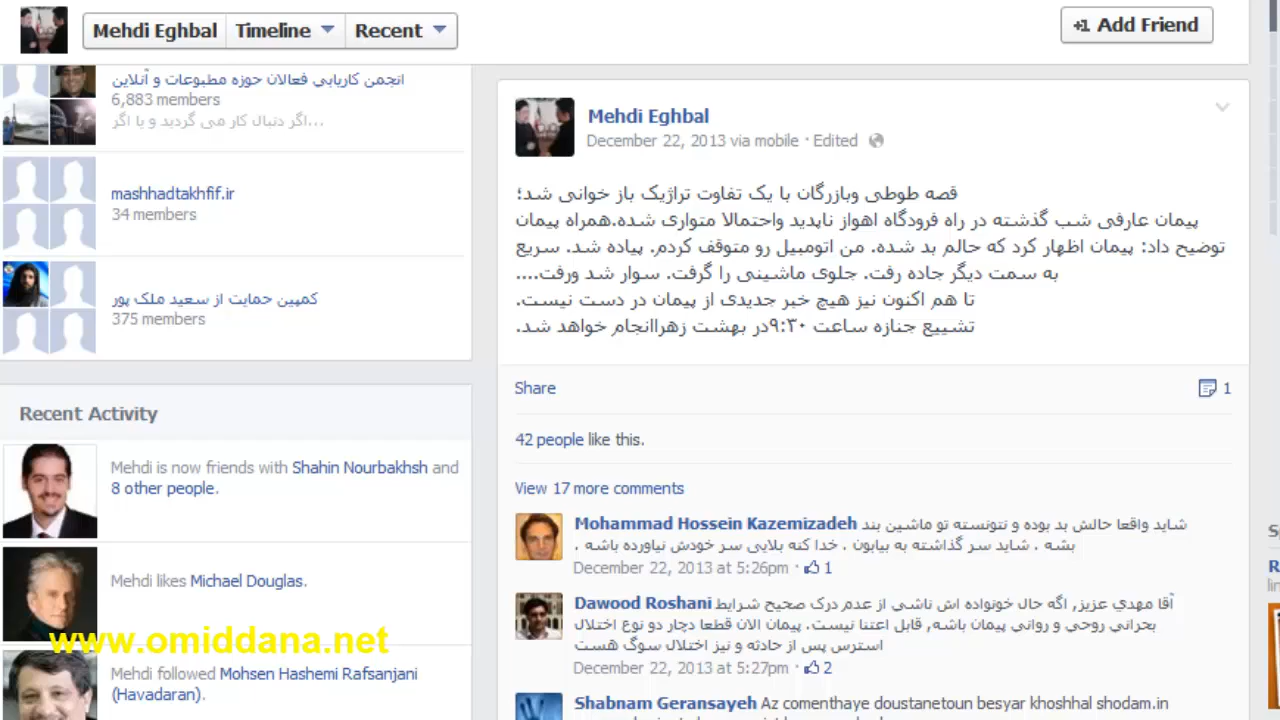 Mehdi Eghbal
Timeline
Recent
+1 Add Friend
انجمن کاریابی فعالان حوزه مطبوعات و آنلاین
6,883 members
اگر دنبال کار می گردید و یا اگر...
mashhadtakhfif.ir
34 members
کمپین حمایت از سعید ملک پور
375 members
Recent Activity
Mehdi is now friends with Shahin Nourbakhsh and
8 other people.
Mehdi likes Michael Douglas.
www.omiddana.net
Mehdi followed Mohsen Hashemi Rafsanjani
(Havadaran).
Mehdi Eghbal
December 22, 2013 via mobile · Edited
قصه طوطی وبازرگان با یک تفاوت تراژیک باز خوانی شد؛
پیمان عارفی شب گذشته در راه فرودگاه اهواز ناپدید واحتمالا متواری شده.همراه پیمان
توضیح داد: پیمان اظهار کرد که حالم بد شده. من اتومبیل رو متوقف کردم. پیاده شد. سریع
به سمت دیگر جاده رفت. جلوی ماشینی را گرفت. سوار شد ورفت....
تا هم اکنون نیز هیچ خبر جدیدی از پیمان در دست نیست.
تشییع جنازه ساعت ۹:۳۰در بهشت زهراانجام خواهد شد.
Share
1
42 people like this.
View 17 more comments
Mohammad Hossein Kazemizadeh شاید واقعا حالش بد بوده و نتونسته تو ماشین بند
بشه . شاید سر گذاشته به بیابون . خدا کنه بلایی سر خودش نیاورده باشه .
December 22, 2013 at 5:26pm · 1
Dawood Roshani آقا مهدي عزيز, اگه حال خونواده اش ناشي از عدم درک صحيح شرايط
بحراني روحي و رواني پيمان باشه, قابل اعتنا نيست. پيمان الان قطعا دچار دو نوع اختلال
استرس پس از حادثه و نيز اختلال سوگ هست
December 22, 2013 at 5:27pm · 2
Shabnam Geransayeh Az comenthaye doustanetoun besyar khoshhal shodam.in